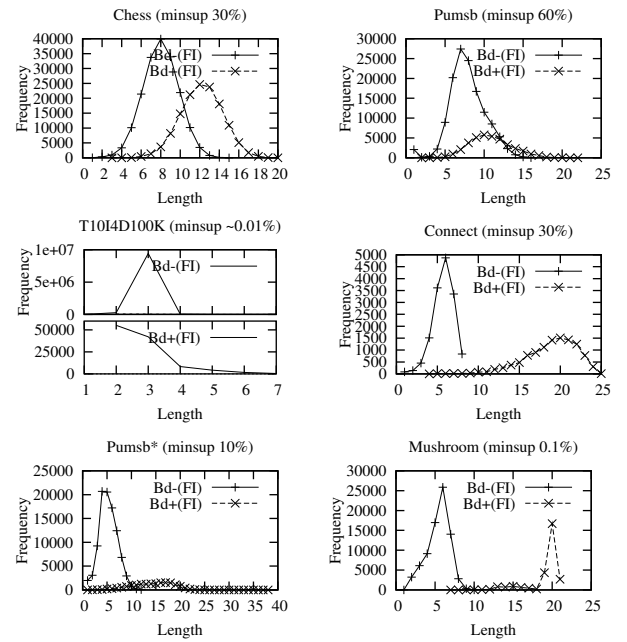 Chess (minsup 30%)
Frequency
40000
35000
30000
25000
20000
15000
10000
5000
0
Bd-(FI)
Bd+(FI)
0 2 4 6 8 10 12 14 16 18 20
Length
Pumsb (minsup 60%)
Frequency
30000
25000
20000
15000
10000
5000
0
Bd-(FI)
Bd+(FI)
0 5 10 15 20 25
Length
T10I4D100K (minsup ~0.01%)
Frequency
1e+07
5e+06
0
Bd-(FI)
50000
25000
0
Bd+(FI)
1 2 3 4 5 6 7
Length
Connect (minsup 30%)
Frequency
5000
4500
4000
3500
3000
2500
2000
1500
1000
500
0
Bd-(FI)
Bd+(FI)
0 5 10 15 20 25
Length
Pumsb* (minsup 10%)
Frequency
25000
20000
15000
10000
5000
0
Bd-(FI)
Bd+(FI)
0 5 10 15 20 25 30 35 40
Length
Mushroom (minsup 0.1%)
Frequency
30000
25000
20000
15000
10000
5000
0
Bd-(FI)
Bd+(FI)
0 5 10 15 20 25
Length